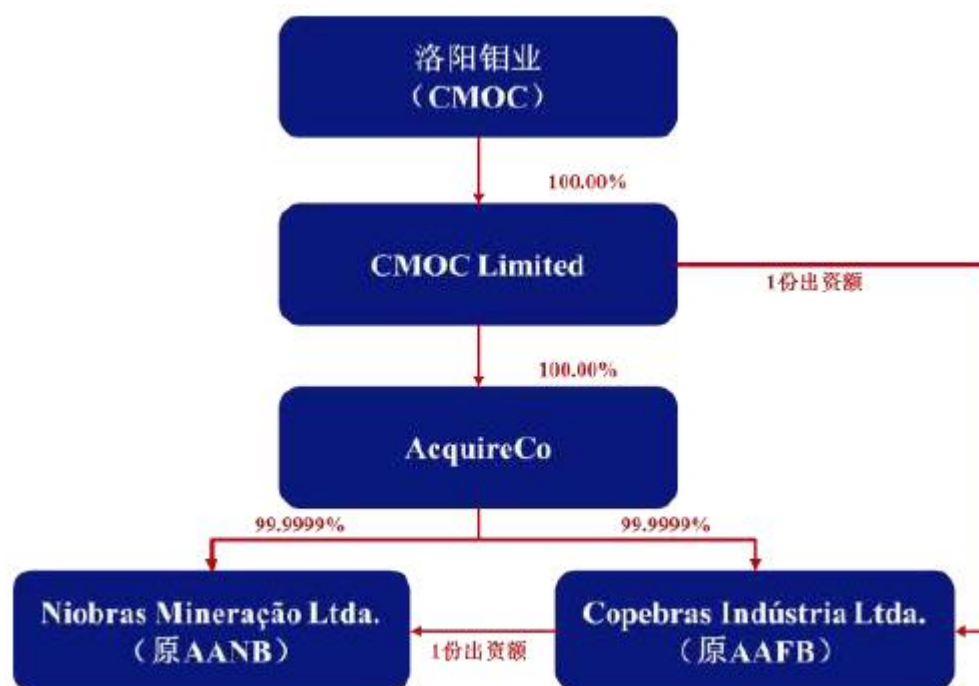 洛阳钼业
（CMOC）
100.00%
CMOC Limited
1份出资额
100.00%
AcquireCo
99.9999%
99.9999%
Niobras Mineração Ltda.
（原AANB）
1份出资额
Copebras Indústria Ltda.
（原AAFB）